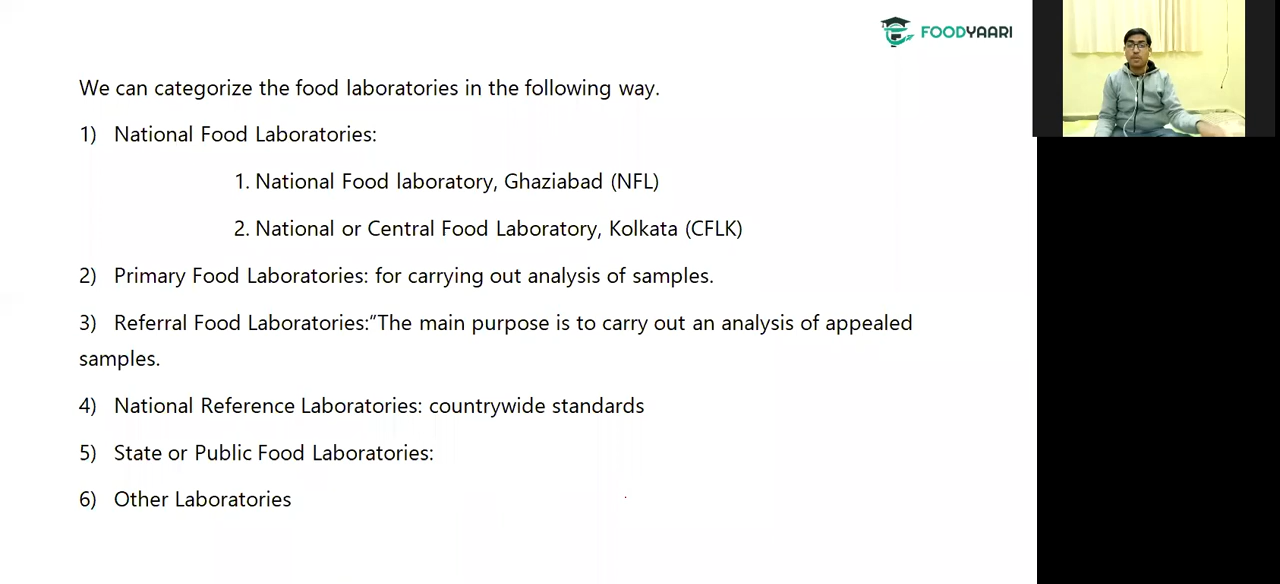 FOODYAARI
We can categorize the food laboratories in the following way.
1) National Food Laboratories:
1. National Food laboratory, Ghaziabad (NFL)
2. National or Central Food Laboratory, Kolkata (CFLK)
2) Primary Food Laboratories: for carrying out analysis of samples.
3) Referral Food Laboratories:“The main purpose is to carry out an analysis of appealed
samples.
4) National Reference Laboratories: countrywide standards
5) State or Public Food Laboratories:
6) Other Laboratories